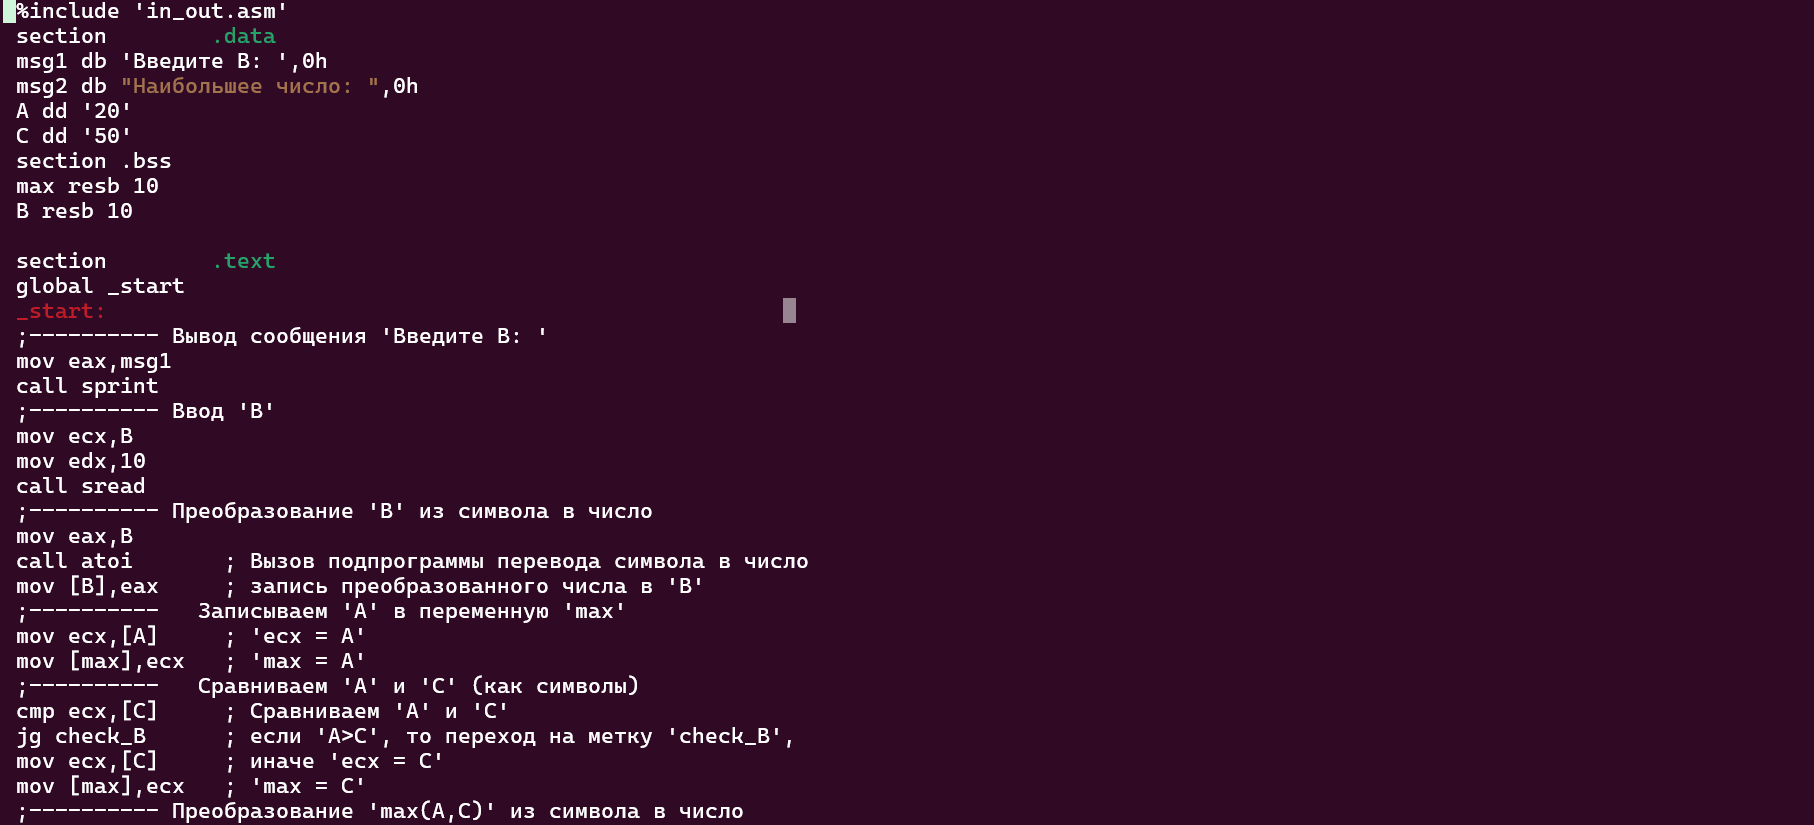 %include 'in_out.asm'
section         .data
msg1 db 'Введите B: ',0h
msg2 db "Наибольшее число: ",0h
A dd '20'
C dd '50'
section .bss
max resb 10
B resb 10
section         .text
global _start
_start:
;---------- Вывод сообщения 'Введите B: '
mov eax,msg1
call sprint
;---------- Ввод 'B'
mov ecx,B
mov edx,10
call sread
;---------- Преобразование 'B' из символа в число
mov eax,B
call atoi       ; Вызов подпрограммы перевода символа в число
mov [B],eax     ; запись преобразованного числа в 'B'
;----------   Записываем 'A' в переменную 'max'
mov ecx,[A]     ; 'ecx = A'
mov [max],ecx   ; 'max = A'
;----------   Сравниваем 'A' и 'С' (как символы)
cmp ecx,[C]     ; Сравниваем 'A' и 'С'
jg check_B      ; если 'A>C', то переход на метку 'check_B',
mov ecx,[C]     ; иначе 'ecx = C'
mov [max],ecx   ; 'max = C'
;---------- Преобразование 'max(A,C)' из символа в число